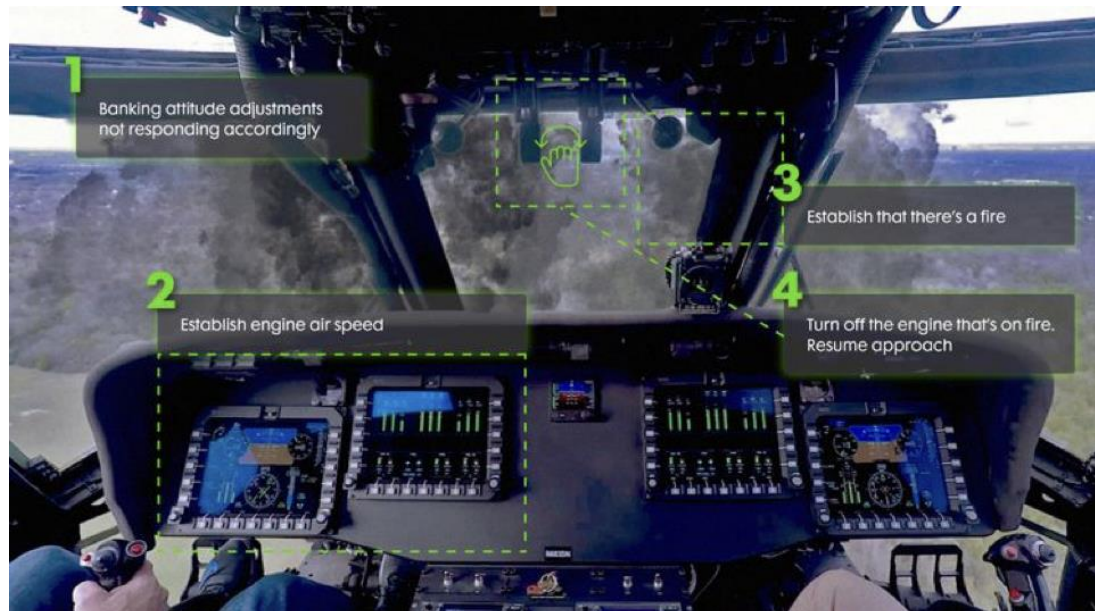 1
Banking attitude adjustments
not responding accordingly
2
Establish engine air speed
3
Establish that there's a fire
4
Turn off the engine that's on fire.
Resume approach